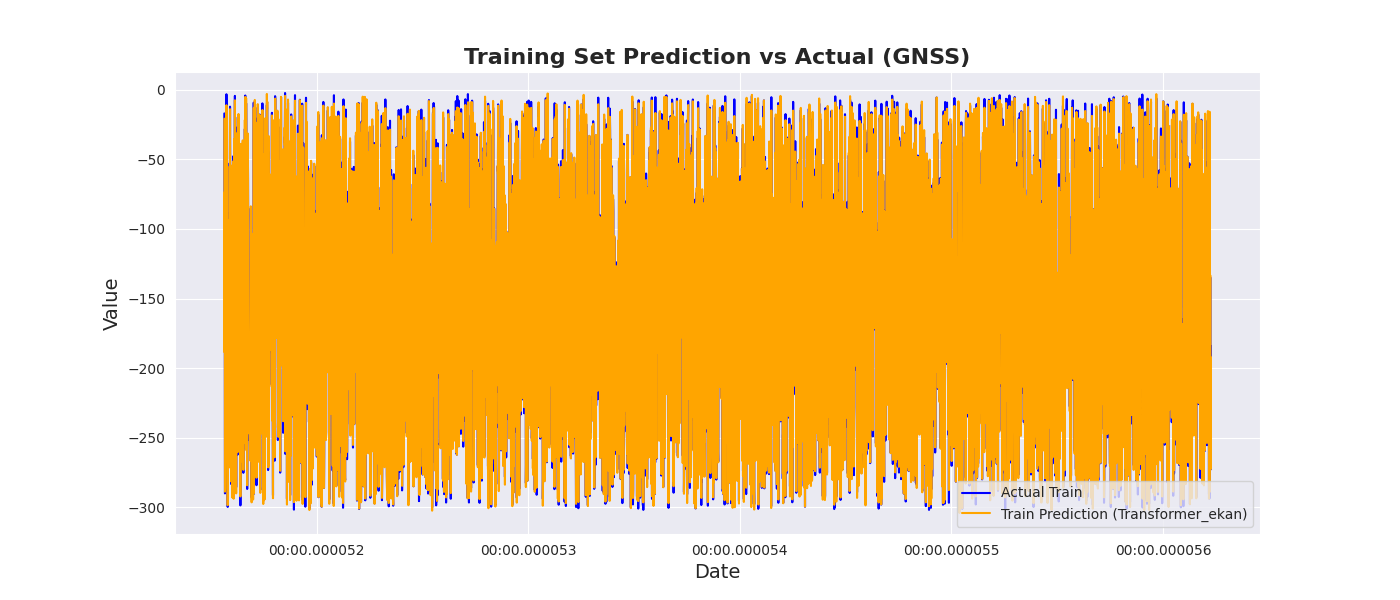 Training Set Prediction vs Actual (GNSS)
Value
0
−50
−100
−150
−200
−250
−300
Actual Train
Train Prediction (Transformer_ekan)
00:00.000052 00:00.000053 00:00.000054 00:00.000055 00:00.000056
Date